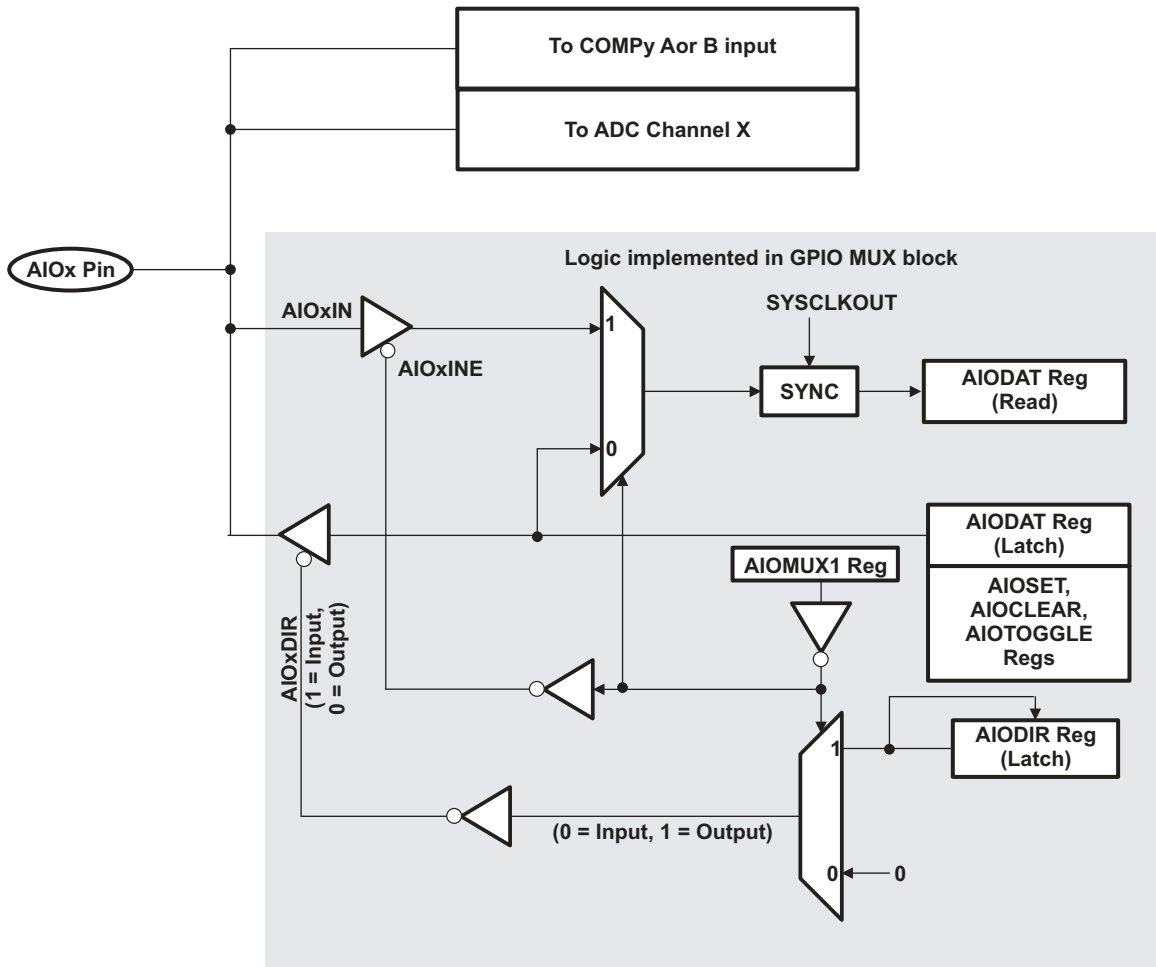 To COMPy Aor B input
To ADC Channel X
AIOx Pin
Logic implemented in GPIO MUX block
AIOxIN
1
SYSCLKOUT
AIOxINE
SYNC
AIODAT Reg
(Read)
0
AIODAT Reg
(Latch)
AIOMUX1 Reg
AIOSET,
AIOCLEAR,
AIOTOGGLE
Regs
AIOxDIR
(1 = Input,
0 = Output)
1
AIODIR Reg
(Latch)
(0 = Input, 1 = Output)
0
0